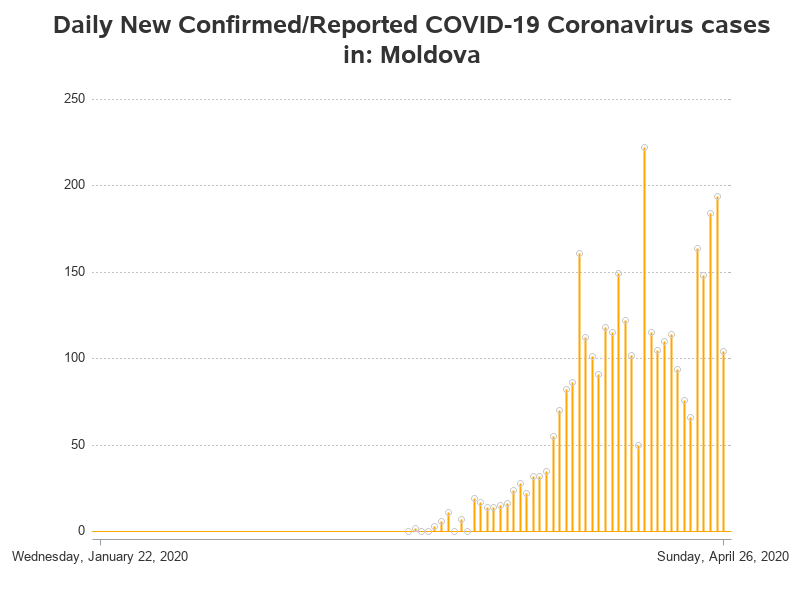 Daily New Confirmed/Reported COVID-19 Coronavirus cases
in: Moldova
250
200
150
100
50
0
Wednesday, January 22, 2020 Sunday, April 26, 2020